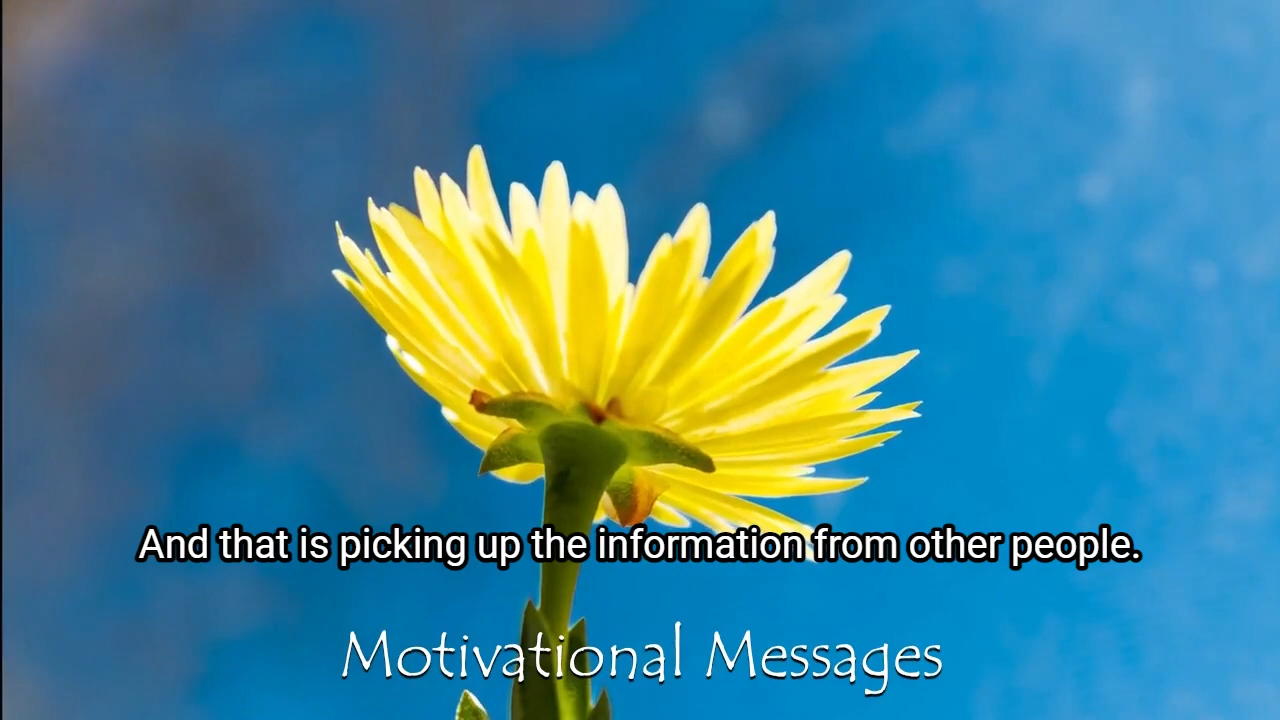 And that is picking up the information from other people.
Motivational Messages